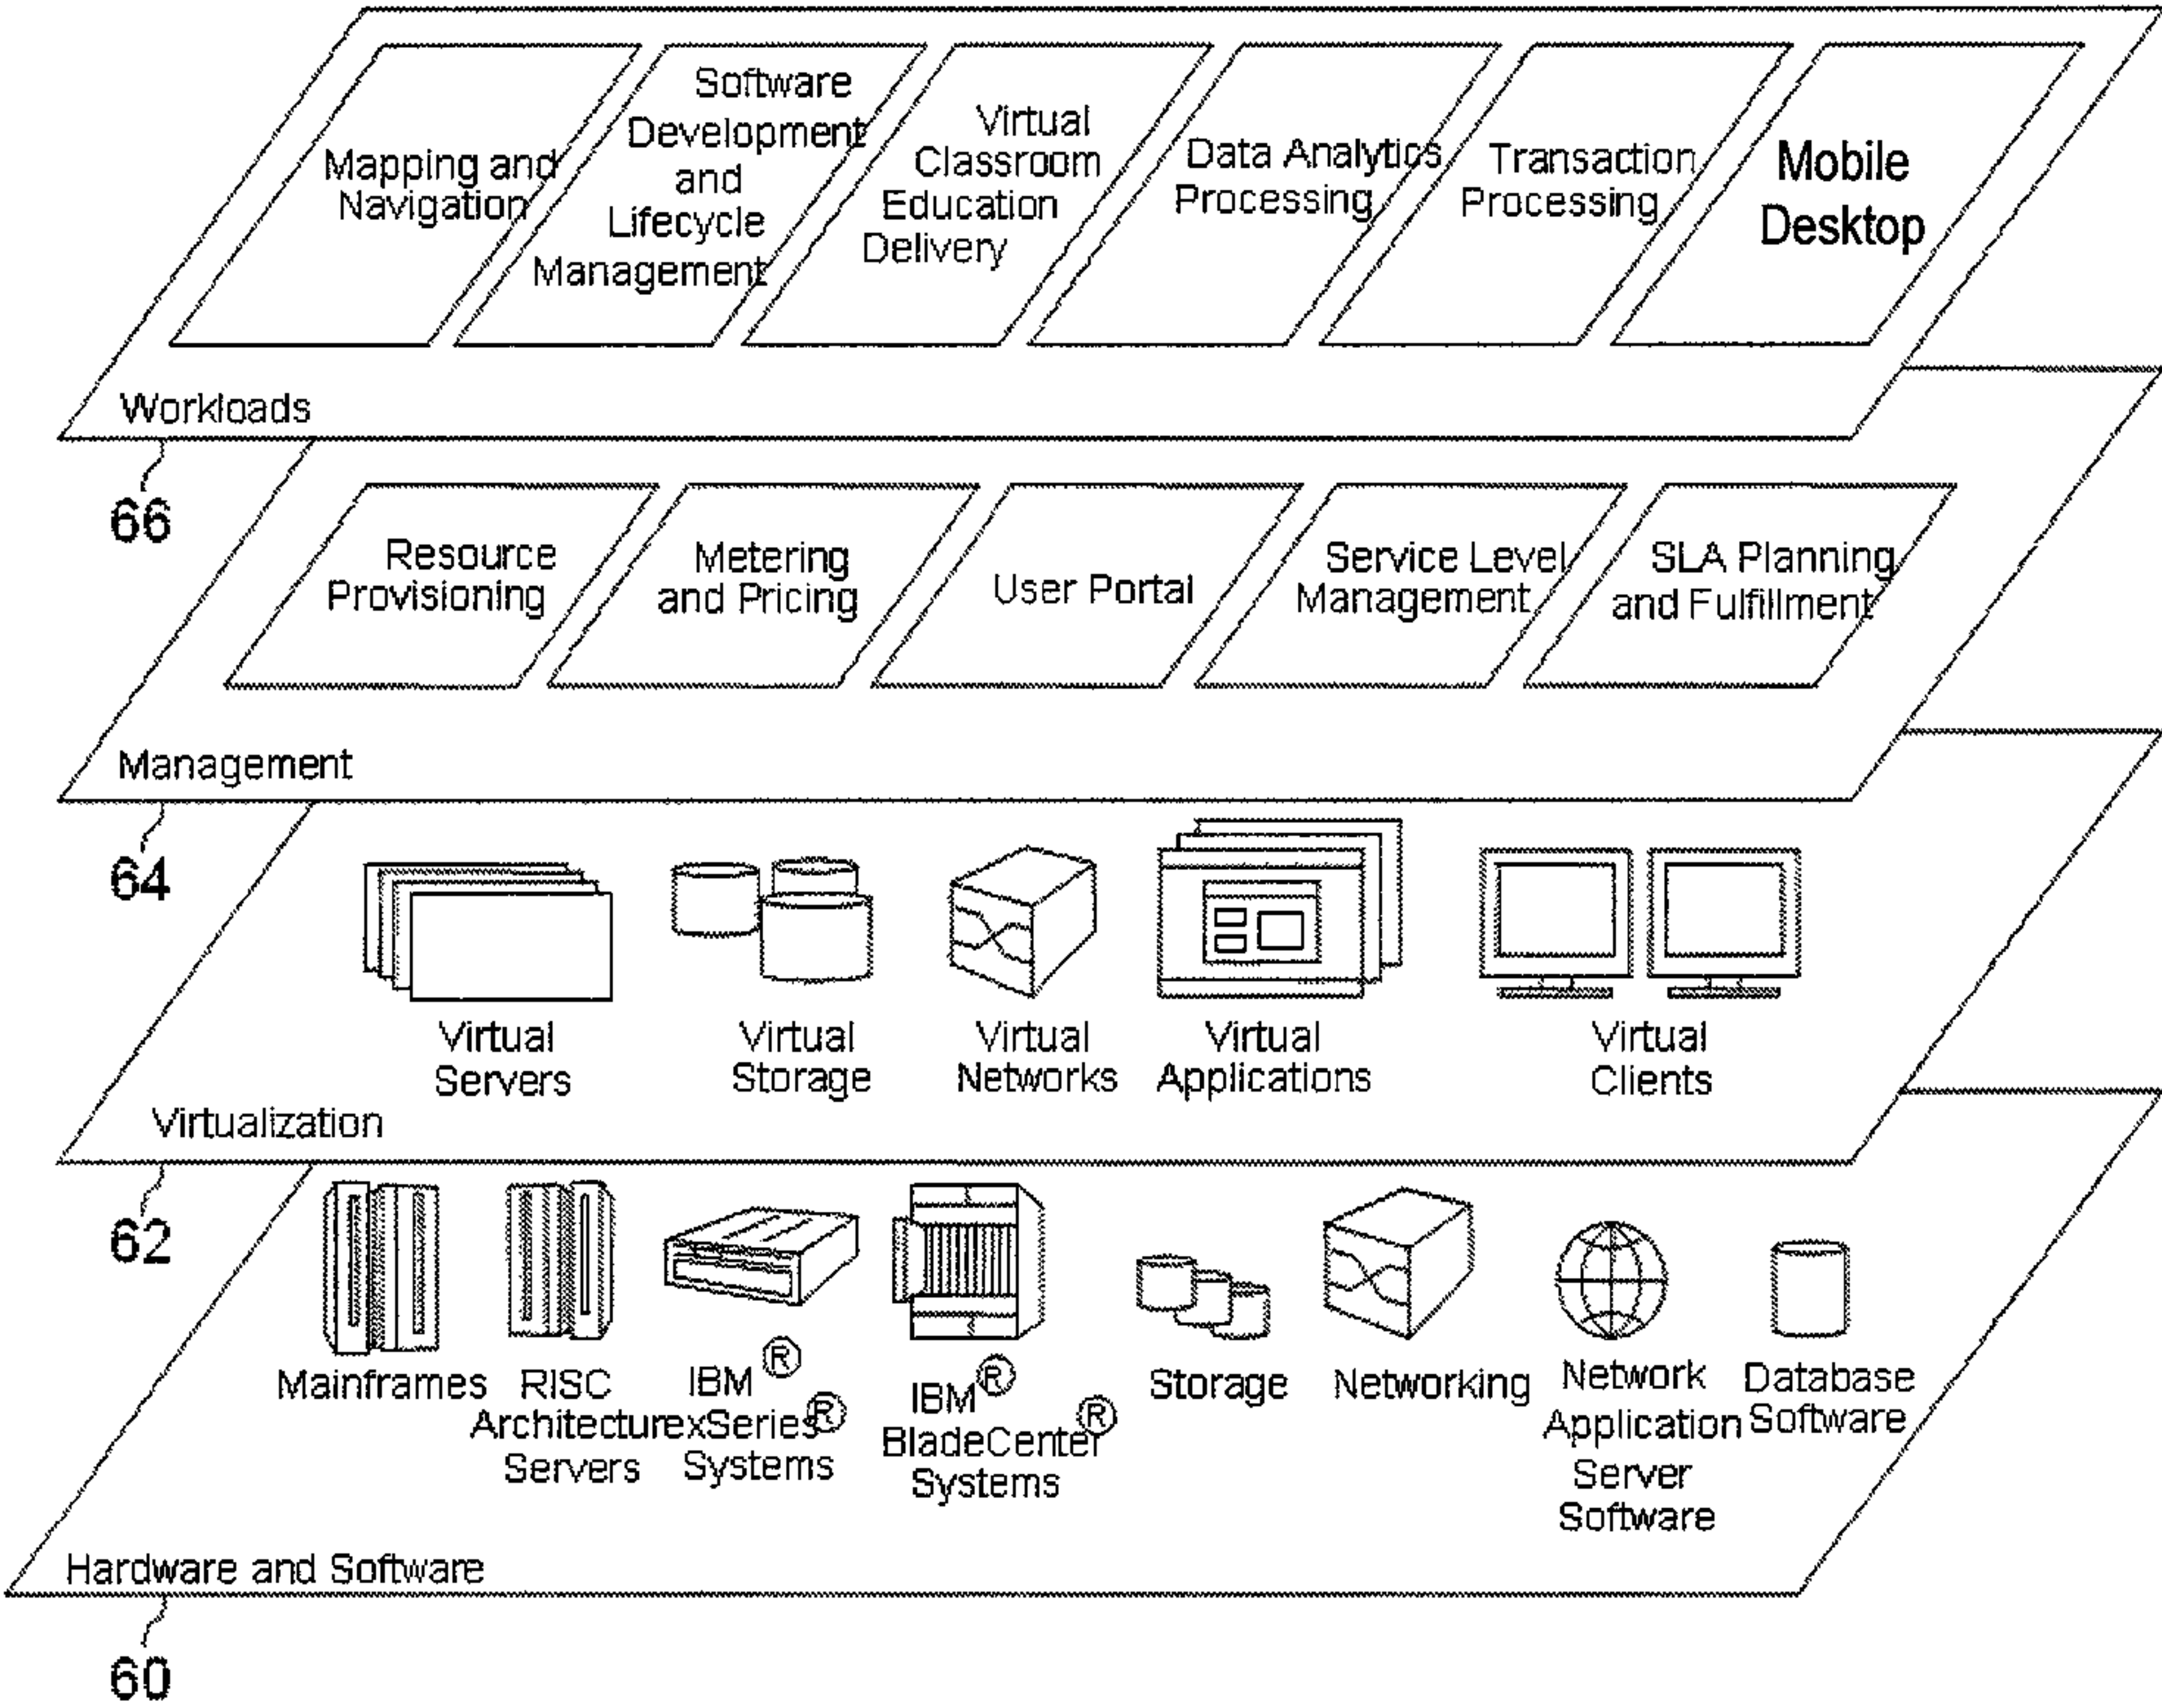 Mapping and
Navigation
Software
Development
and
Lifecycle
Management
Virtual
Classroom
Education
Delivery
Data Analytics
Processing
Transaction
Processing
Mobile
Desktop
Workloads
66
Resource
Provisioning
Metering
and Pricing
User Portal
Service Level
Management
SLA Planning
and Fulfillment
Management
64
Virtual
Servers
Virtual
Storage
Virtual
Networks
Virtual
Applications
Virtual
Clients
Virtualization
62
Mainframes
RISC
Architecture
Servers
IBM ®
xSeries ®
Systems
IBM ®
BladeCenter ®
Systems
Storage
Networking
Network
Application
Server
Software
Database
Software
Hardware and Software
60